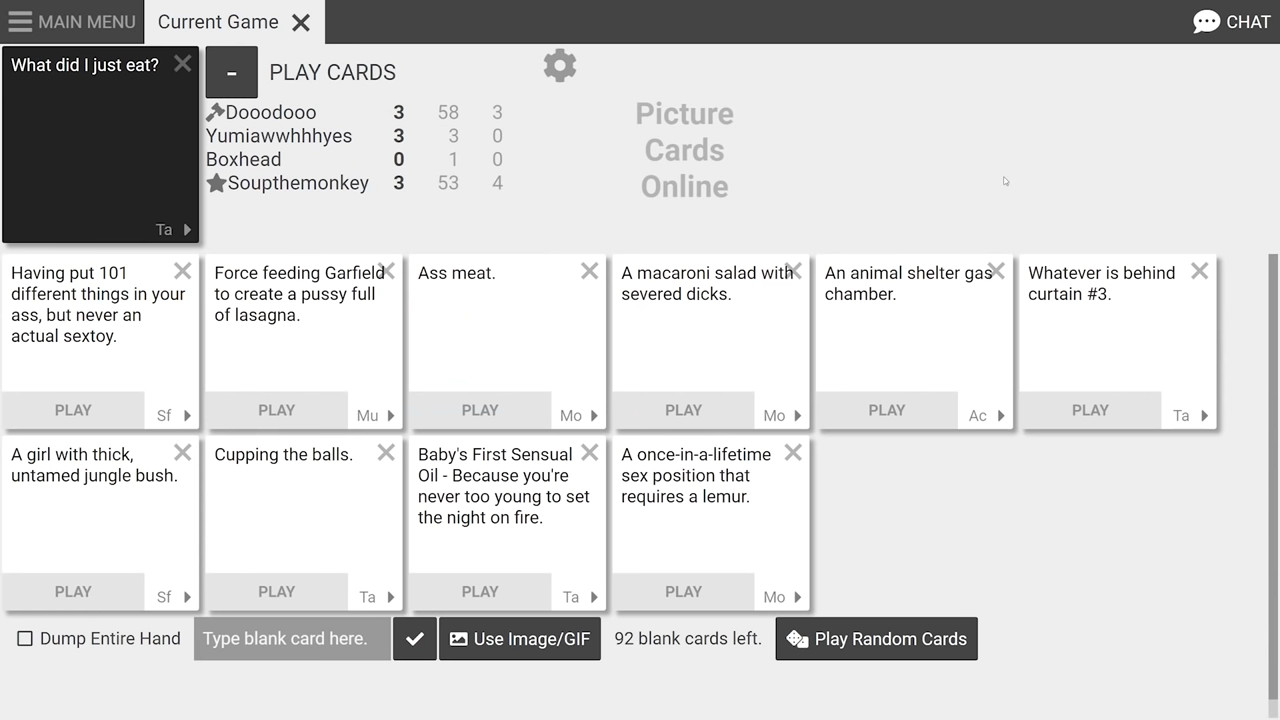 MAIN MENU
Current Game
CHAT
What did I just eat?
Ta
-
PLAY CARDS
Dooodooo 3 58 3
Yumiawwhhhyes 3 3 0
Boxhead 0 1 0
Soupthemonkey 3 53 4
Picture
Cards
Online
Having put 101
different things in your
ass, but never an
actual sextoy.
PLAY
Sf
Force feeding Garfield
to create a pussy full
of lasagna.
PLAY
Mu
Ass meat.
PLAY
Mo
A macaroni salad with
severed dicks.
PLAY
Mo
An animal shelter gas
chamber.
PLAY
Ac
Whatever is behind
curtain #3.
PLAY
Ta
A girl with thick,
untamed jungle bush.
PLAY
Sf
Cupping the balls.
PLAY
Ta
Baby's First Sensual
Oil - Because you're
never too young to set
the night on fire.
PLAY
Ta
A once-in-a-lifetime
sex position that
requires a lemur.
PLAY
Mo
Dump Entire Hand
Type blank card here.
Use Image/GIF
92 blank cards left.
Play Random Cards